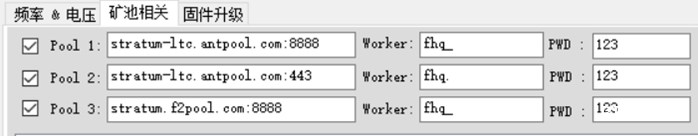 频率 & 电压 矿池相关 固件升级
Pool 1: stratum-ltc.antpool.com:8888 Worker: fhq_ PWD : 123
Pool 2: stratum-ltc.antpool.com:443 Worker: fhq. PWD : 123
Pool 3: stratum.f2pool.com:8888 Worker: fhq_ PWD : 123